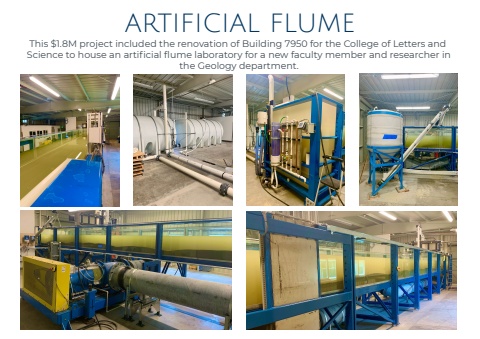 ARTIFICIAL FLUME
This $1.8M project included the renovation of Building 7950 for the College of Letters and
Science to house an artificial flume laboratory for a new faculty member and researcher in
the Geology department.